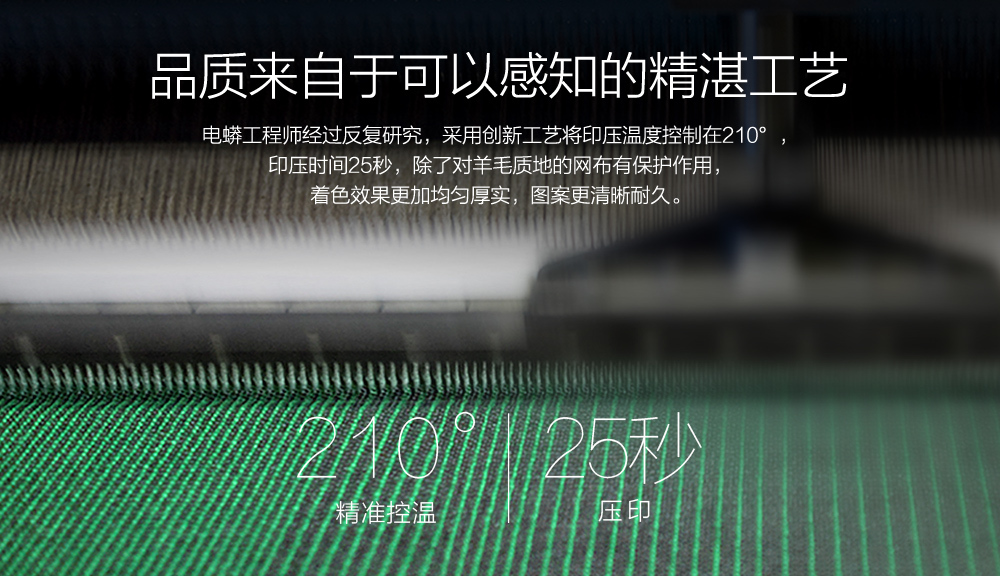 品质来自于可以感知的精湛工艺
电蟒工程师经过反复研究，采用创新工艺将印压温度控制在210°，
印压时间25秒，除了对羊毛质地的网布有保护作用，
着色效果更加均匀厚实，图案更清晰耐久。
210° 25秒
精准控温 压印